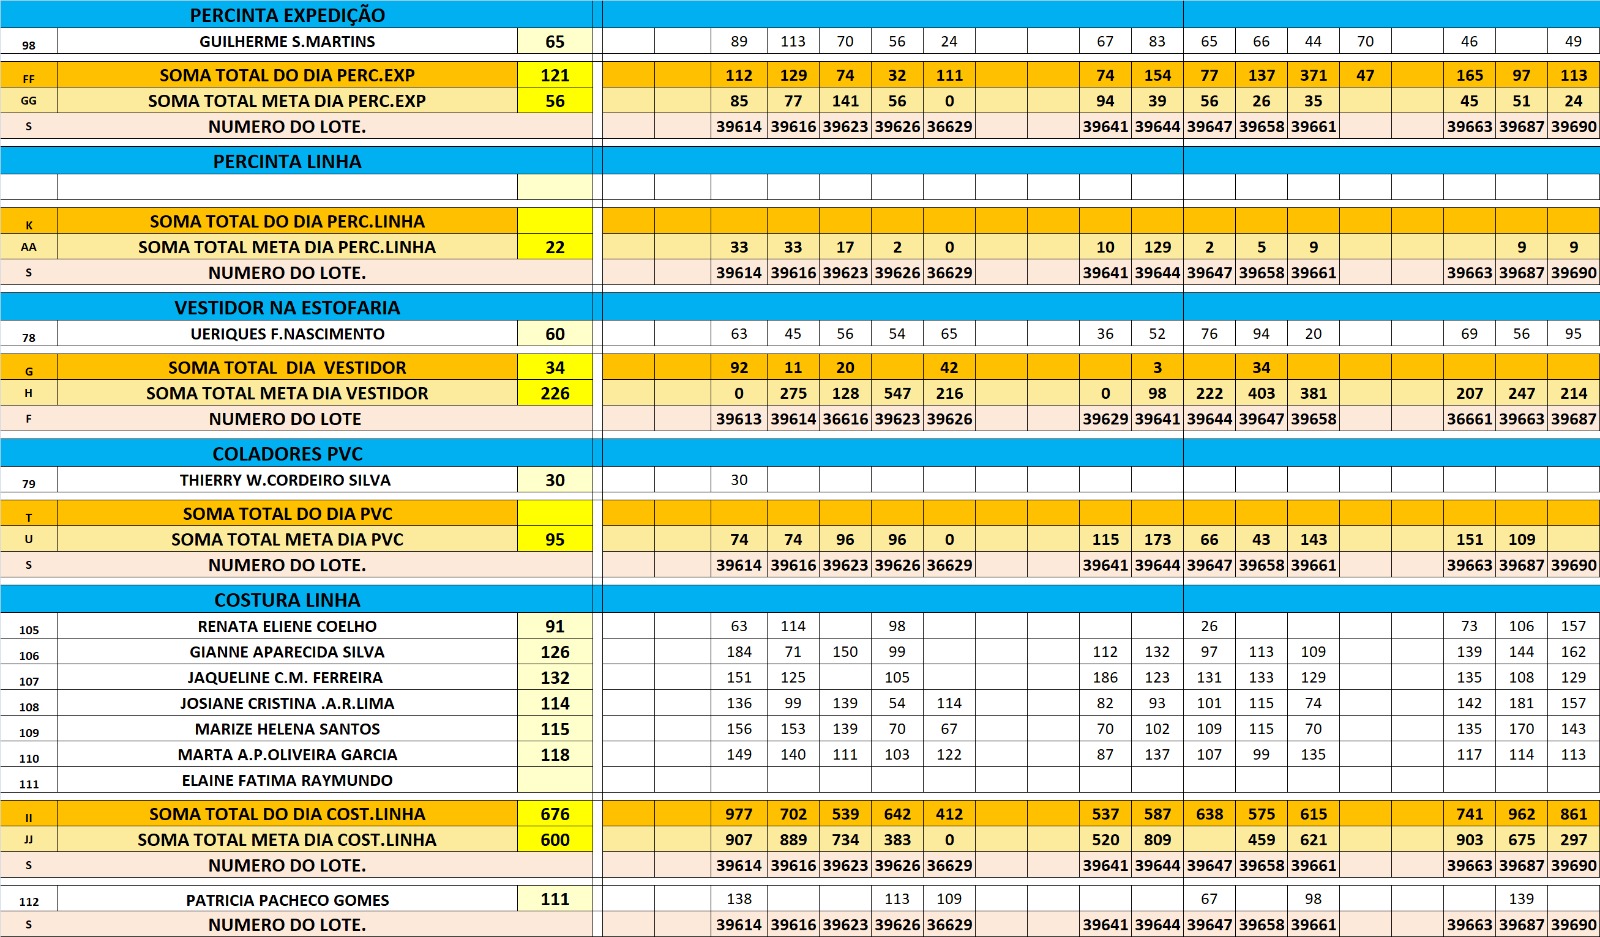 PERCINTA EXPEDIÇÃO
98 GUILHERME S.MARTINS 65 89 113 70 56 24 67 83 65 66 44 70 46 49
FF SOMA TOTAL DO DIA PERC.EXP 121 112 129 74 32 111 74 154 77 137 371 47 165 97 113
GG SOMA TOTAL META DIA PERC.EXP 56 85 77 141 56 0 94 39 56 26 35 45 51 24
S NUMERO DO LOTE. 39614 39616 39623 39626 36629 39641 39644 39647 39658 39661 39663 39687 39690
PERCINTA LINHA
K SOMA TOTAL DO DIA PERC.LINHA
AA SOMA TOTAL META DIA PERC.LINHA 22 33 33 17 2 0 10 129 2 5 9 9 9
S NUMERO DO LOTE. 39614 39616 39623 39626 36629 39641 39644 39647 39658 39661 39663 39687 39690
VESTIDOR NA ESTOFARIA
78 UERIQUES F.NASCIMENTO 60 63 45 56 54 65 36 52 76 94 20 69 56 95
G SOMA TOTAL DIA VESTIDOR 34 92 11 20 42 3 34
H SOMA TOTAL META DIA VESTIDOR 226 0 275 128 547 216 0 98 222 403 381 207 247 214
F NUMERO DO LOTE 39613 39614 36616 39623 39626 39629 39641 39644 39647 39658 36661 39663 39687
COLADORES PVC
79 THIERRY W.CORDEIRO SILVA 30 30
T SOMA TOTAL DO DIA PVC
U SOMA TOTAL META DIA PVC 95 74 74 96 96 0 115 173 66 43 143 151 109
S NUMERO DO LOTE. 39614 39616 39623 39626 36629 39641 39644 39647 39658 39661 39663 39687 39690
COSTURA LINHA
105 RENATA ELIENE COELHO 91 63 114 98 26 73 106 157
106 GIANNE APARECIDA SILVA 126 184 71 150 99 112 132 97 113 109 139 144 162
107 JAQUELINE C.M. FERREIRA 132 151 125 105 186 123 131 133 129 135 108 129
108 JOSIANE CRISTINA .A.R.LIMA 114 136 99 139 54 114 82 93 101 115 74 142 181 157
109 MARIZE HELENA SANTOS 115 156 153 139 70 67 70 102 109 115 70 135 170 143
110 MARTA A.P.OLIVEIRA GARCIA 118 149 140 111 103 122 87 137 107 99 135 117 114 113
111 ELAINE FATIMA RAYMUNDO
II SOMA TOTAL DO DIA COST.LINHA 676 977 702 539 642 412 537 587 638 575 615 741 962 861
JJ SOMA TOTAL META DIA COST.LINHA 600 907 889 734 383 0 520 809 459 621 903 675 297
S NUMERO DO LOTE. 39614 39616 39623 39626 36629 39641 39644 39647 39658 39661 39663 39687 39690
112 PATRICIA PACHECO GOMES 111 138 113 109 67 98 139
S NUMERO DO LOTE. 39614 39616 39623 39626 36629 39641 39644 39647 39658 39661 39663 39687 39690